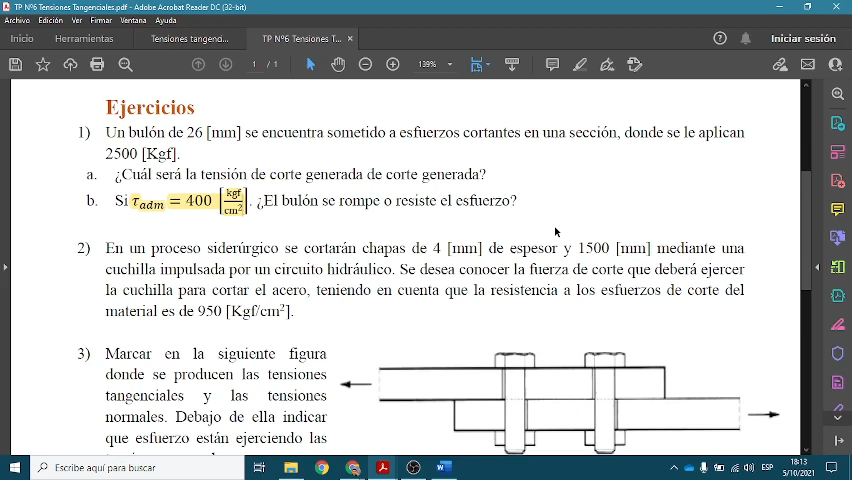 TP Nº6 Tensiones Tangenciales.pdf - Adobe Acrobat Reader DC (32-bit)
Archivo Edición Ver Firmar Ventana Ayuda
Inicio Herramientas Tensiones tangend... TP Nº6 Tensiones T... × Iniciar sesión
1 / 1 139%
Ejercicios
1) Un bulón de 26 [mm] se encuentra sometido a esfuerzos cortantes en una sección, donde se le aplican
2500 [Kgf].
a. ¿Cuál será la tensión de corte generada de corte generada?
b. Si τadm = 400 [kgf/cm²]. ¿El bulón se rompe o resiste el esfuerzo?
2) En un proceso siderúrgico se cortarán chapas de 4 [mm] de espesor y 1500 [mm] mediante una
cuchilla impulsada por un circuito hidráulico. Se desea conocer la fuerza de corte que deberá ejercer
la cuchilla para cortar el acero, teniendo en cuenta que la resistencia a los esfuerzos de corte del
material es de 950 [Kgf/cm²].
3) Marcar en la siguiente figura
donde se producen las tensiones
tangenciales y las tensiones
normales. Debajo de ella indicar
que esfuerzo están ejerciendo las
Escribe aquí para buscar
ESP
18:13
5/10/2021